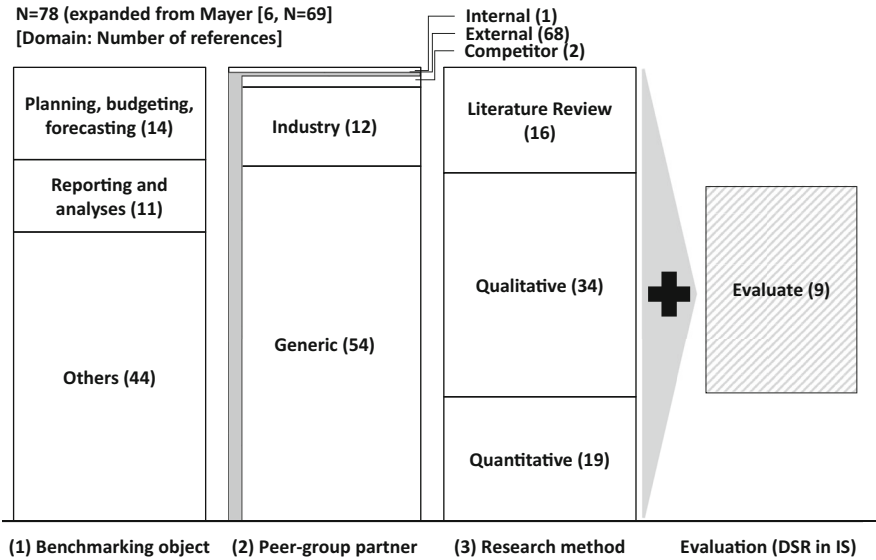 N=78 (expanded from Mayer [6, N=69]
[Domain: Number of references]
Internal (1)
External (68)
Competitor (2)
Planning, budgeting,
forecasting (14)
Reporting and
analyses (11)
Others (44)
Industry (12)
Generic (54)
Literature Review
(16)
Qualitative (34)
Quantitative (19)
Evaluate (9)
(1) Benchmarking object
(2) Peer-group partner
(3) Research method
Evaluation (DSR in IS)